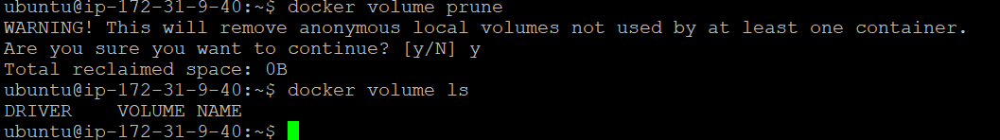 ubuntu@ip-172-31-9-40:~$ docker volume prune
WARNING! This will remove anonymous local volumes not used by at least one container.
Are you sure you want to continue? [y/N] y
Total reclaimed space: 0B
ubuntu@ip-172-31-9-40:~$ docker volume ls
DRIVER    VOLUME NAME
ubuntu@ip-172-31-9-40:~$